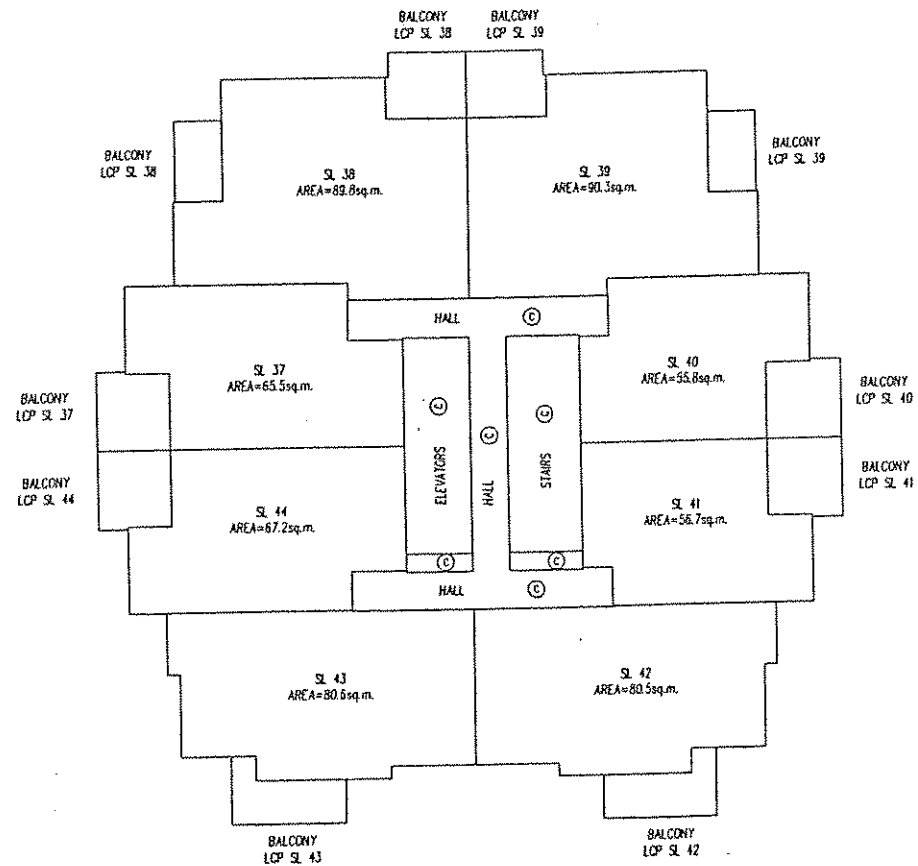 BALCONY
LCP SL 38
BALCONY
LCP SL 39
BALCONY
LCP SL 38
BALCONY
LCP SL 39
SL 38
AREA=89.8sq.m.
SL 39
AREA=90.3sq.m.
HALL
C
SL 37
AREA=65.5sq.m.
SL 40
AREA=55.8sq.m.
BALCONY
LCP SL 37
BALCONY
LCP SL 40
C
C
C
ELEVATORS
HALL
STAIRS
BALCONY
LCP SL 44
BALCONY
LCP SL 41
SL 44
AREA=67.2sq.m.
SL 41
AREA=56.7sq.m.
C
C
HALL
C
SL 43
AREA=80.6sq.m.
SL 42
AREA=80.5sq.m.
BALCONY
LCP SL 43
BALCONY
LCP SL 42